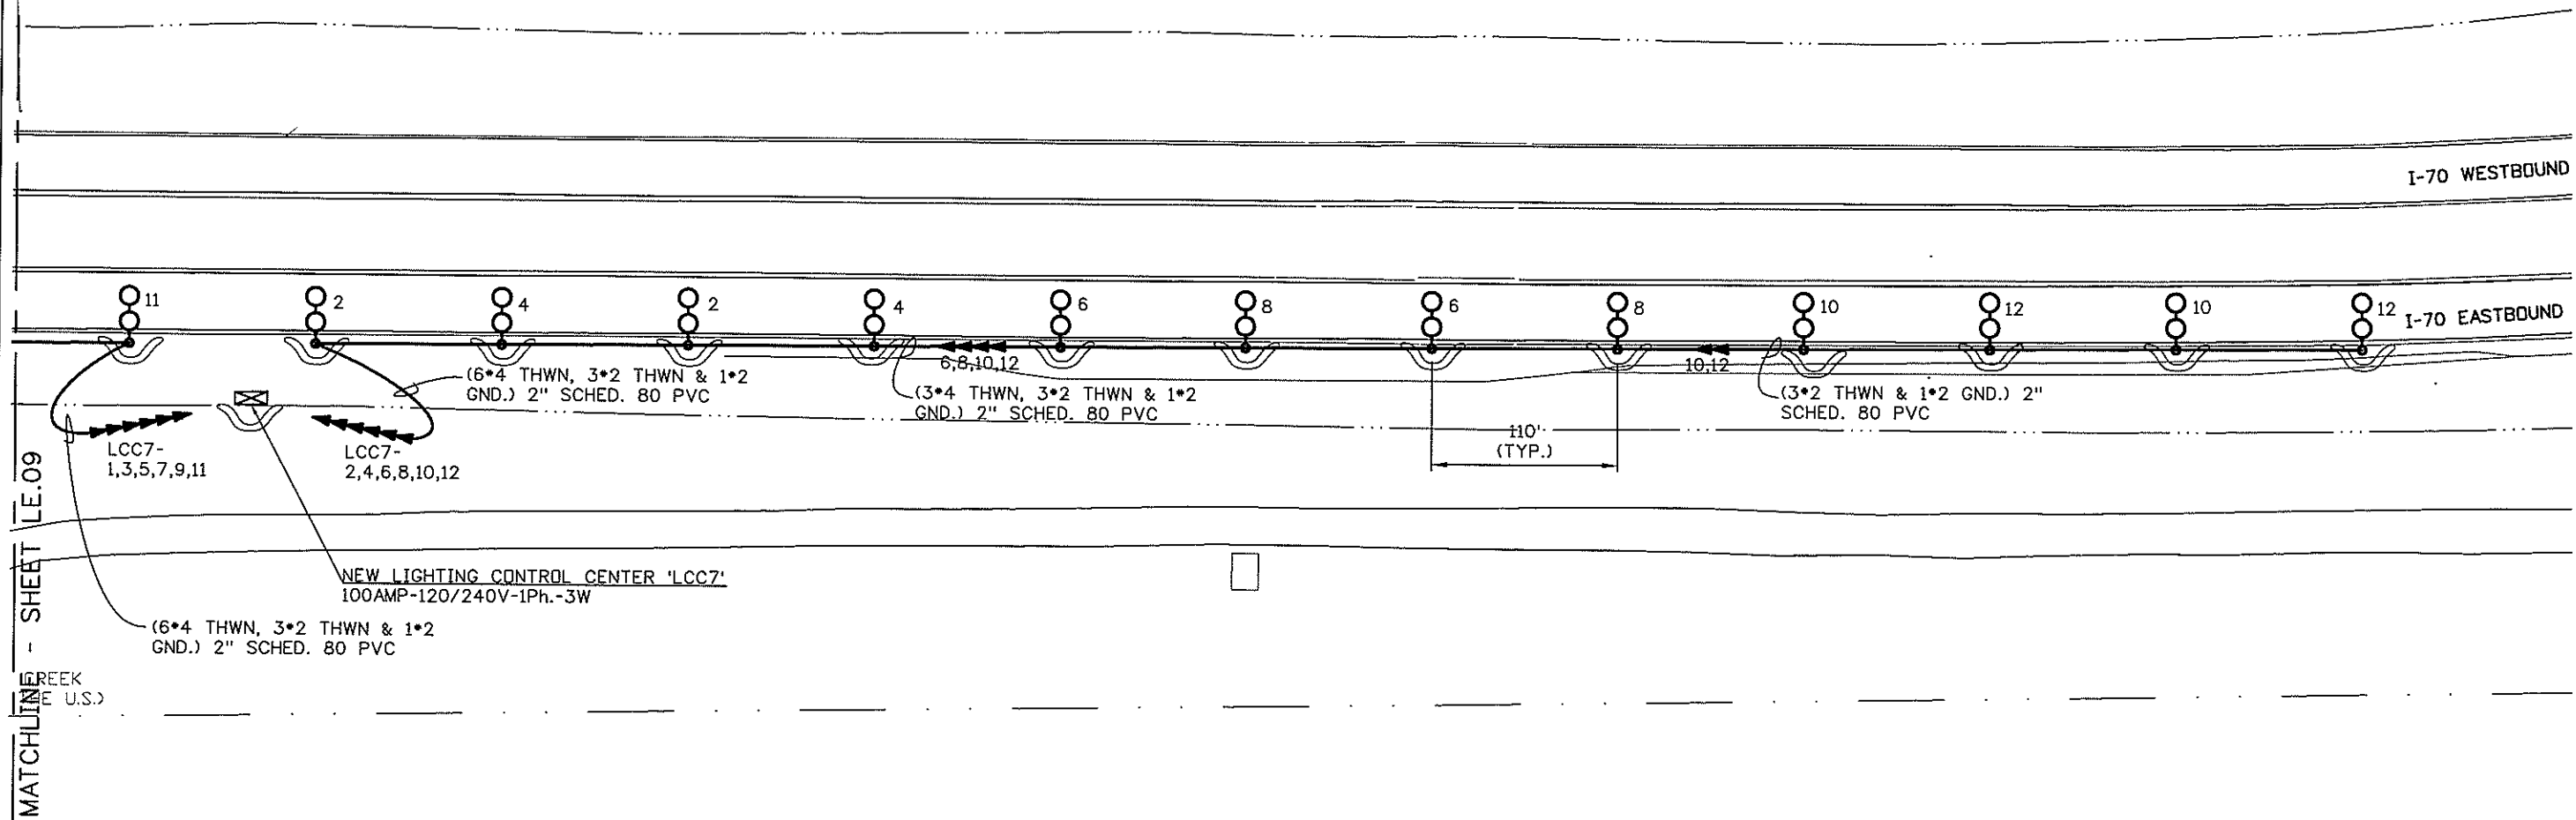 I-70 WESTBOUND
11
2
4
2
4
6
8
6
8
10
12
10
12
I-70 EASTBOUND
6,8,10,12
10,12
(6#4 THWN, 3#2 THWN & 1#2
GND.) 2" SCHED. 80 PVC
(3#4 THWN, 3#2 THWN & 1#2
GND.) 2" SCHED. 80 PVC
(3#2 THWN & 1#2 GND.) 2"
SCHED. 80 PVC
110'
(TYP.)
LCC7-
1,3,5,7,9,11
LCC7-
2,4,6,8,10,12
NEW LIGHTING CONTROL CENTER 'LCC7'
100AMP-120/240V-1Ph.-3W
(6#4 THWN, 3#2 THWN & 1#2
GND.) 2" SCHED. 80 PVC
MATCHLINE - SHEET LE.09
CREEK
U.S.)